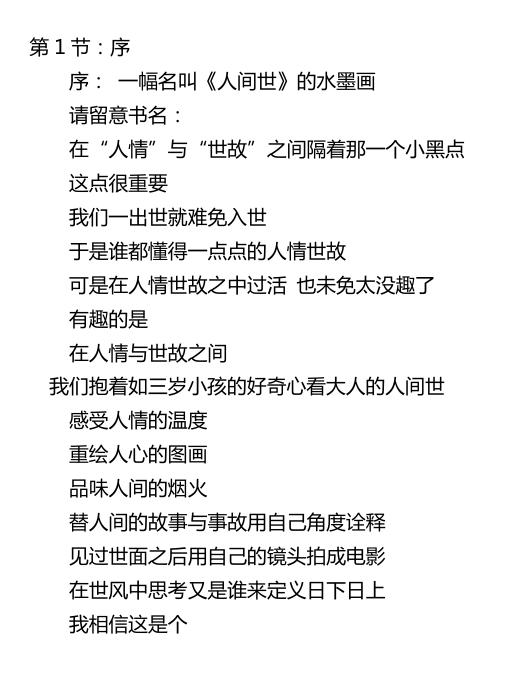 第1节：序
序： 一幅名叫《人间世》的水墨画
请留意书名：
在“人情”与“世故”之间隔着那一个小黑点
这点很重要
我们一出世就难免入世
于是谁都懂得一点点的人情世故
可是在人情世故之中过活 也未免太没趣了
有趣的是
在人情与世故之间
我们抱着如三岁小孩的好奇心看大人的人间世
感受人情的温度
重绘人心的图画
品味人间的烟火
替人间的故事与事故用自己角度诠释
见过世面之后用自己的镜头拍成电影
在世风中思考又是谁来定义日下日上
我相信这是个